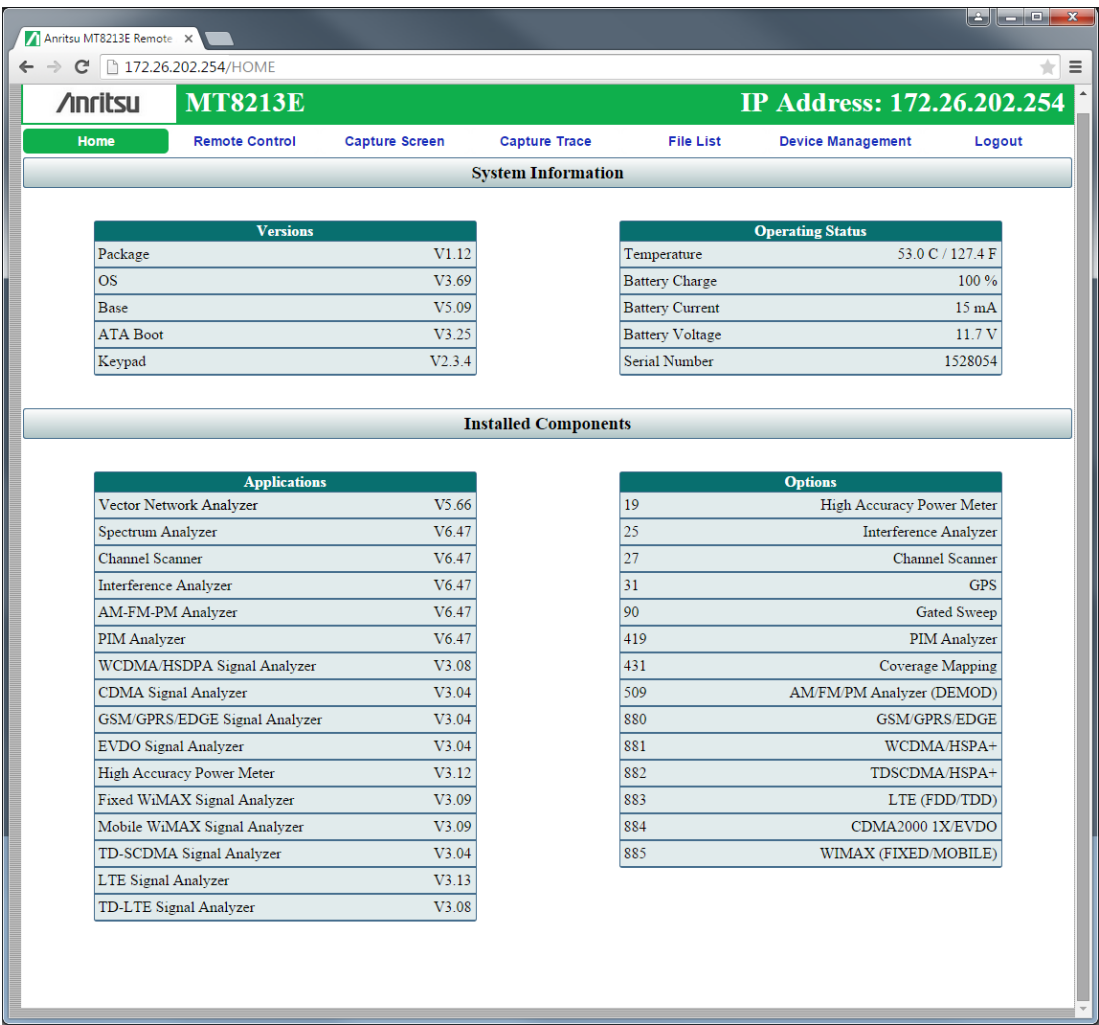 Anritsu MT8213E Remote
172.26.202.254/HOME
Anritsu MT8213E IP Address: 172.26.202.254
Home Remote Control Capture Screen Capture Trace File List Device Management Logout
System Information
Versions
Package V1.12
OS V3.69
Base V5.09
ATA Boot V3.25
Keypad V2.3.4
Operating Status
Temperature 53.0 C / 127.4 F
Battery Charge 100 %
Battery Current 15 mA
Battery Voltage 11.7 V
Serial Number 1528054
Installed Components
Applications
Vector Network Analyzer V5.66
Spectrum Analyzer V6.47
Channel Scanner V6.47
Interference Analyzer V6.47
AM-FM-PM Analyzer V6.47
PIM Analyzer V6.47
WCDMA/HSDPA Signal Analyzer V3.08
CDMA Signal Analyzer V3.04
GSM/GPRS/EDGE Signal Analyzer V3.04
EVDO Signal Analyzer V3.04
High Accuracy Power Meter V3.12
Fixed WiMAX Signal Analyzer V3.09
Mobile WiMAX Signal Analyzer V3.09
TD-SCDMA Signal Analyzer V3.04
LTE Signal Analyzer V3.13
TD-LTE Signal Analyzer V3.08
Options
19 High Accuracy Power Meter
25 Interference Analyzer
27 Channel Scanner
31 GPS
90 Gated Sweep
419 PIM Analyzer
431 Coverage Mapping
509 AM/FM/PM Analyzer (DEMOD)
880 GSM/GPRS/EDGE
881 WCDMA/HSPA+
882 TDSCDMA/HSPA+
883 LTE (FDD/TDD)
884 CDMA2000 1X/EVDO
885 WIMAX (FIXED/MOBILE)